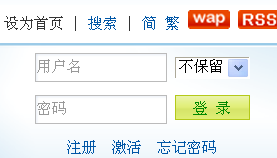 设为首页 | 搜索 | 简 繁 wap RSS
用户名 不保留
密码 登 录
注册 激活 忘记密码